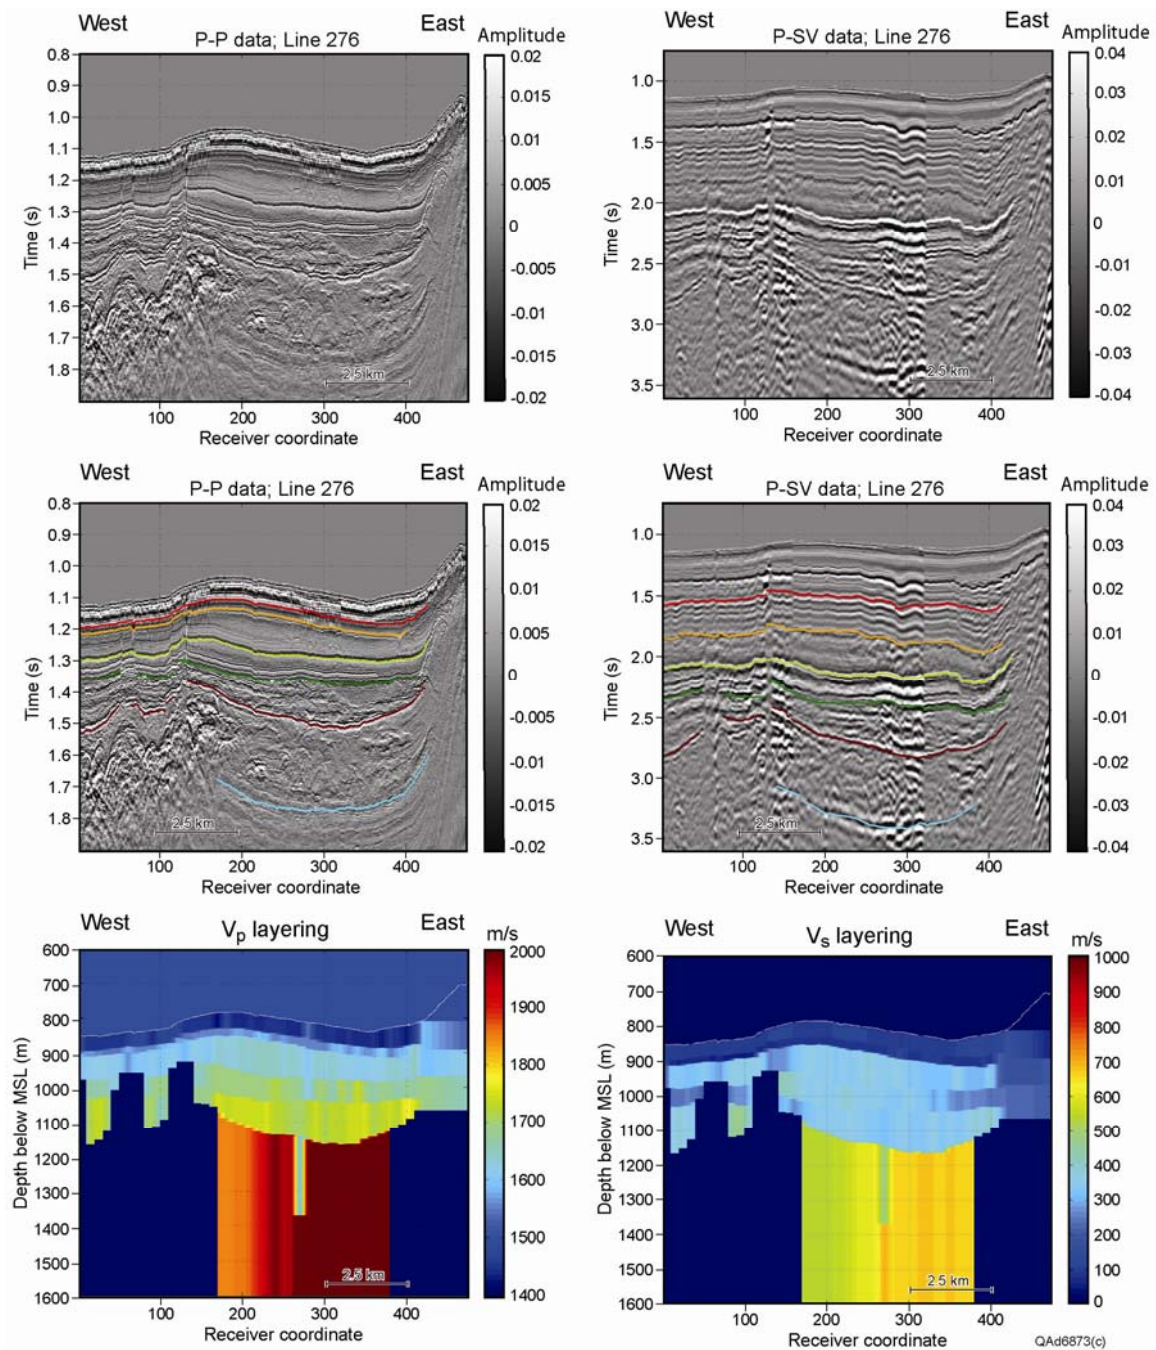 West East
P-P data; Line 276
Amplitude
0.8
0.9
1.0
1.1
1.2
1.3
1.4
1.5
1.6
1.7
1.8
Time (s)
2.5 km
100 200 300 400
Receiver coordinate
0.02
0.015
0.01
0.005
0
-0.005
-0.01
-0.015
-0.02
West East
P-SV data; Line 276
Amplitude
1.0
1.5
2.0
2.5
3.0
3.5
Time (s)
2.5 km
100 200 300 400
Receiver coordinate
0.04
0.03
0.02
0.01
0
-0.01
-0.02
-0.03
-0.04
West East
P-P data; Line 276
Amplitude
0.8
0.9
1.0
1.1
1.2
1.3
1.4
1.5
1.6
1.7
1.8
Time (s)
2.5 km
100 200 300 400
Receiver coordinate
0.02
0.015
0.01
0.005
0
-0.005
-0.01
-0.015
-0.02
West East
P-SV data; Line 276
Amplitude
1.0
1.5
2.0
2.5
3.0
3.5
Time (s)
2.5 km
100 200 300 400
Receiver coordinate
0.04
0.03
0.02
0.01
0
-0.01
-0.02
-0.03
-0.04
West East
Vp layering
m/s
600
700
800
900
1000
1100
1200
1300
1400
1500
1600
Depth below MSL (m)
2.5 km
100 200 300 400
Receiver coordinate
2000
1900
1800
1700
1600
1500
1400
West East
Vs layering
m/s
600
700
800
900
1000
1100
1200
1300
1400
1500
1600
Depth below MSL (m)
2.5 km
100 200 300 400
Receiver coordinate
1000
900
800
700
600
500
400
300
200
100
0
QAd6873(c)